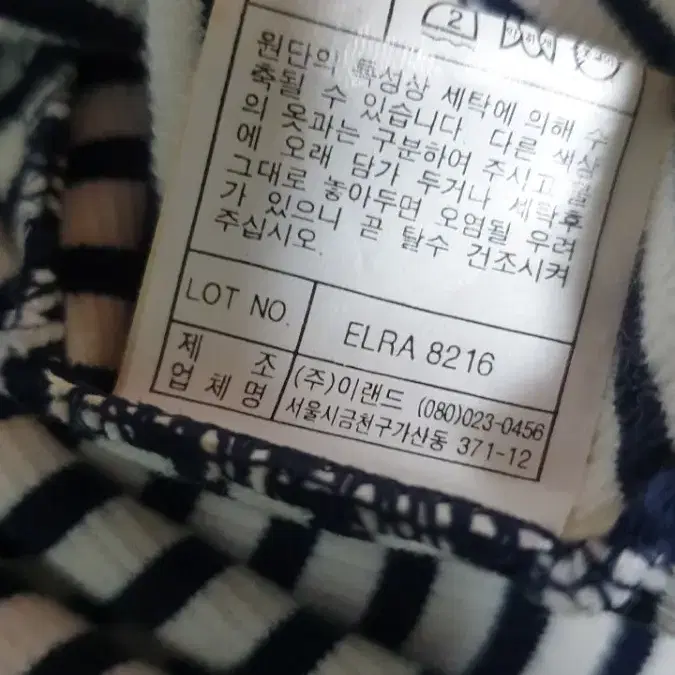 2
원단의 특성상 세탁에 의해 수
축될 수 있습니다. 다른 색상
의 옷과는 구분하여 주시고 물
에 오래 담가 두거나 세탁후
그대로 놓아두면 오염될 우려
가 있으니 곧 탈수 건조시켜
주십시오.
LOT NO. ELRA 8216
제 조
업 체 명
(주)이랜드 (080)023-0456
서울시금천구가산동 371-12